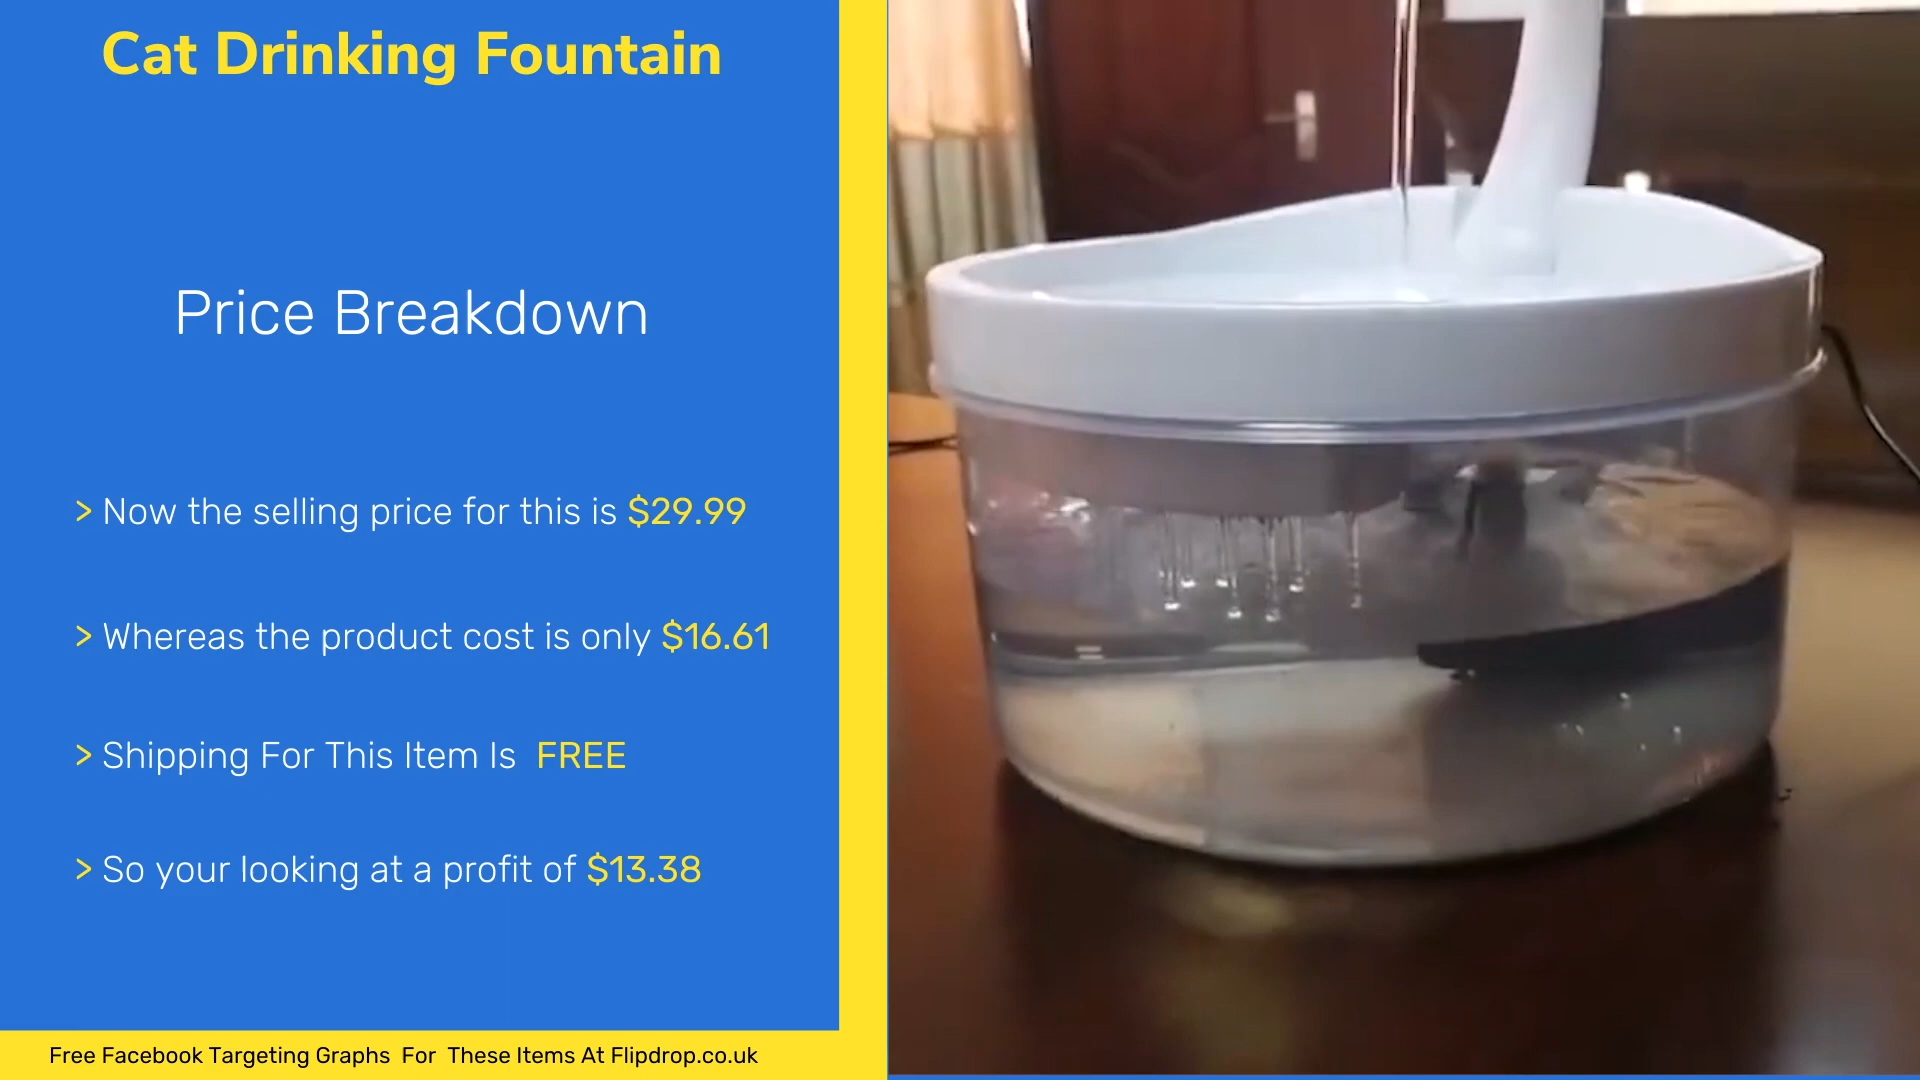 Cat Drinking Fountain
Price Breakdown
> Now the selling price for this is $29.99
> Whereas the product cost is only $16.61
> Shipping For This Item Is FREE
> So your looking at a profit of $13.38
Free Facebook Targeting Graphs For These Items At Flipdrop.co.uk